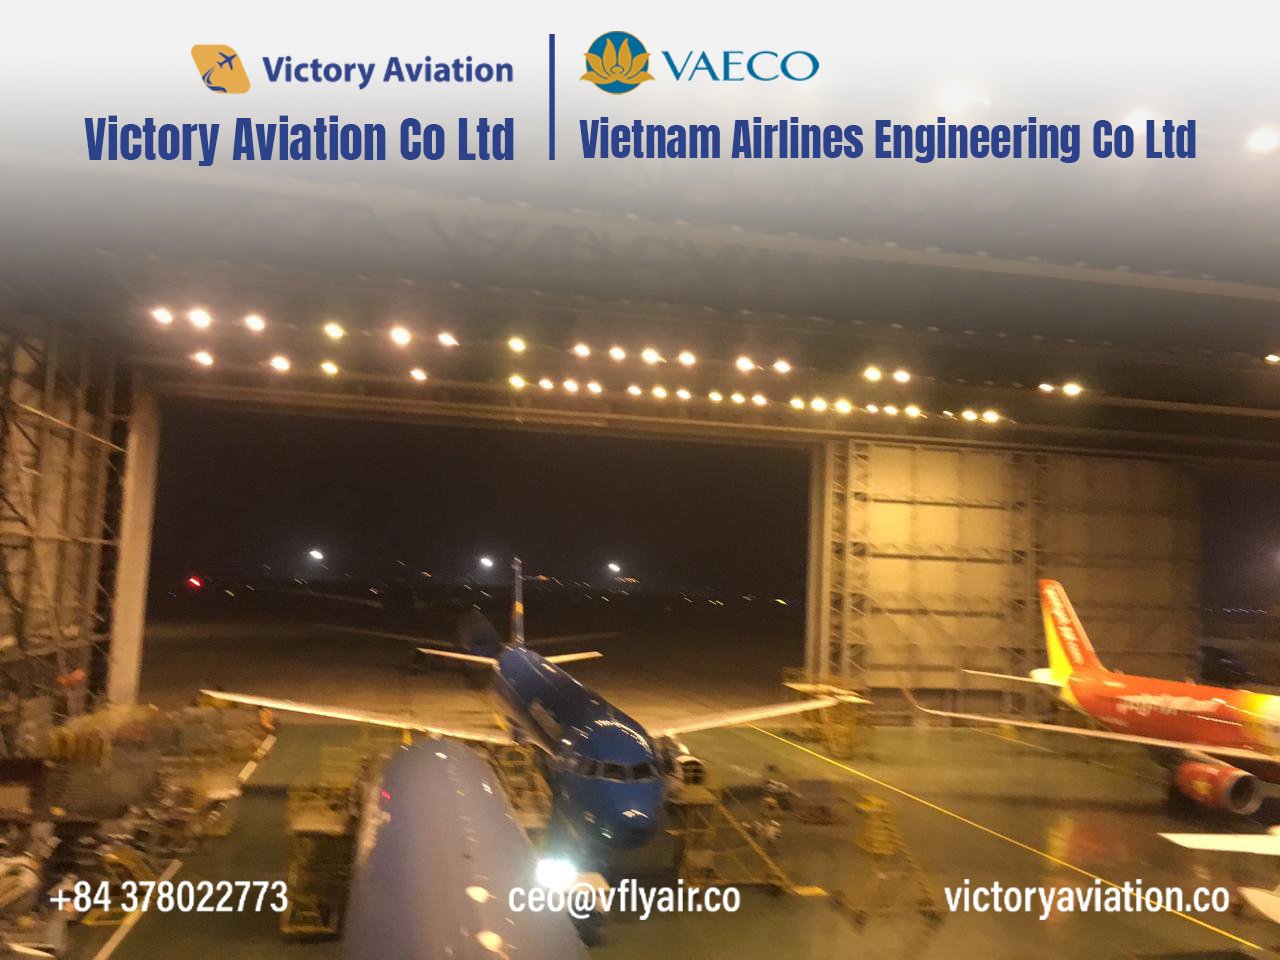 Victory Aviation
VAECO
Victory Aviation Co Ltd
Vietnam Airlines Engineering Co Ltd
+84 378022773
ceo@vflyair.co
victoryaviation.co